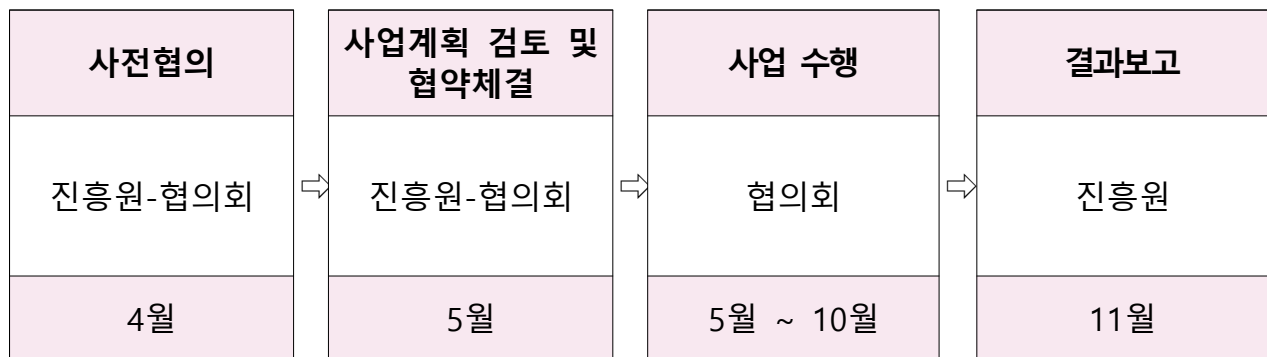 사전협의
사업계획 검토 및
협약체결
사업 수행
결과보고
진흥원-협의회
진흥원-협의회
협의회
진흥원
4월
5월
5월 ~ 10월
11월